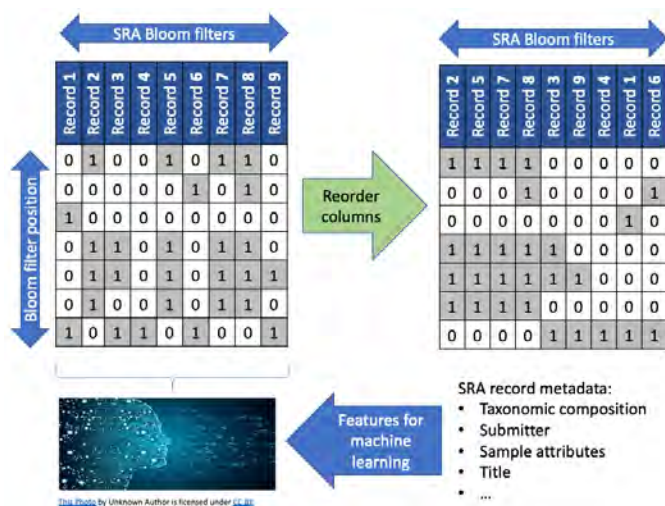 SRA Bloom filters
Record 1
Record 2
Record 3
Record 4
Record 5
Record 6
Record 7
Record 8
Record 9
Bloom filter position
0 1 0 0 1 0 1 1 0
0 0 0 0 0 1 0 1 0
1 0 0 0 0 0 0 0 0
0 1 1 0 1 0 1 1 0
0 1 1 0 1 0 1 1 1
0 1 0 0 1 0 1 1 0
1 0 1 1 0 1 0 0 1
Reorder
columns
SRA Bloom filters
Record 2
Record 5
Record 7
Record 8
Record 3
Record 9
Record 4
Record 1
Record 6
1 1 1 1 0 0 0 0 0
0 0 0 1 0 0 0 0 1
0 0 0 0 0 0 0 1 0
1 1 1 1 1 0 0 0 0
1 1 1 1 1 1 0 0 0
1 1 1 1 0 0 0 0 0
0 0 0 0 1 1 1 1 1
This Photo by Unknown Author is licensed under CC BY
Features for
machine
learning
SRA record metadata:
• Taxonomic composition
• Submitter
• Sample attributes
• Title
• ...